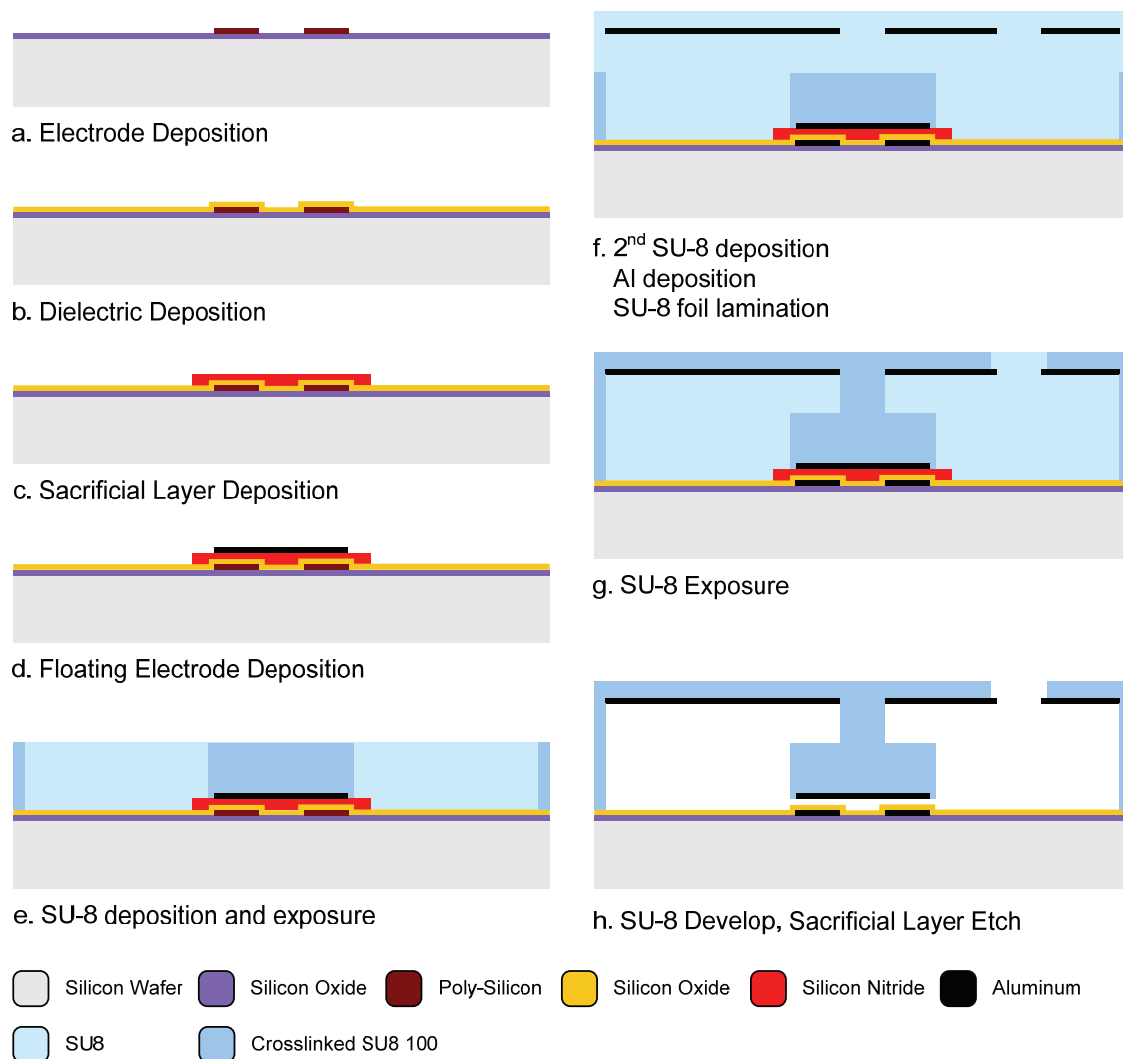 a. Electrode Deposition
b. Dielectric Deposition
c. Sacrificial Layer Deposition
d. Floating Electrode Deposition
e. SU-8 deposition and exposure
f. 2nd SU-8 deposition
Al deposition
SU-8 foil lamination
g. SU-8 Exposure
h. SU-8 Develop, Sacrificial Layer Etch
Silicon Wafer
Silicon Oxide
Poly-Silicon
Silicon Oxide
Silicon Nitride
Aluminum
SU8
Crosslinked SU8 100